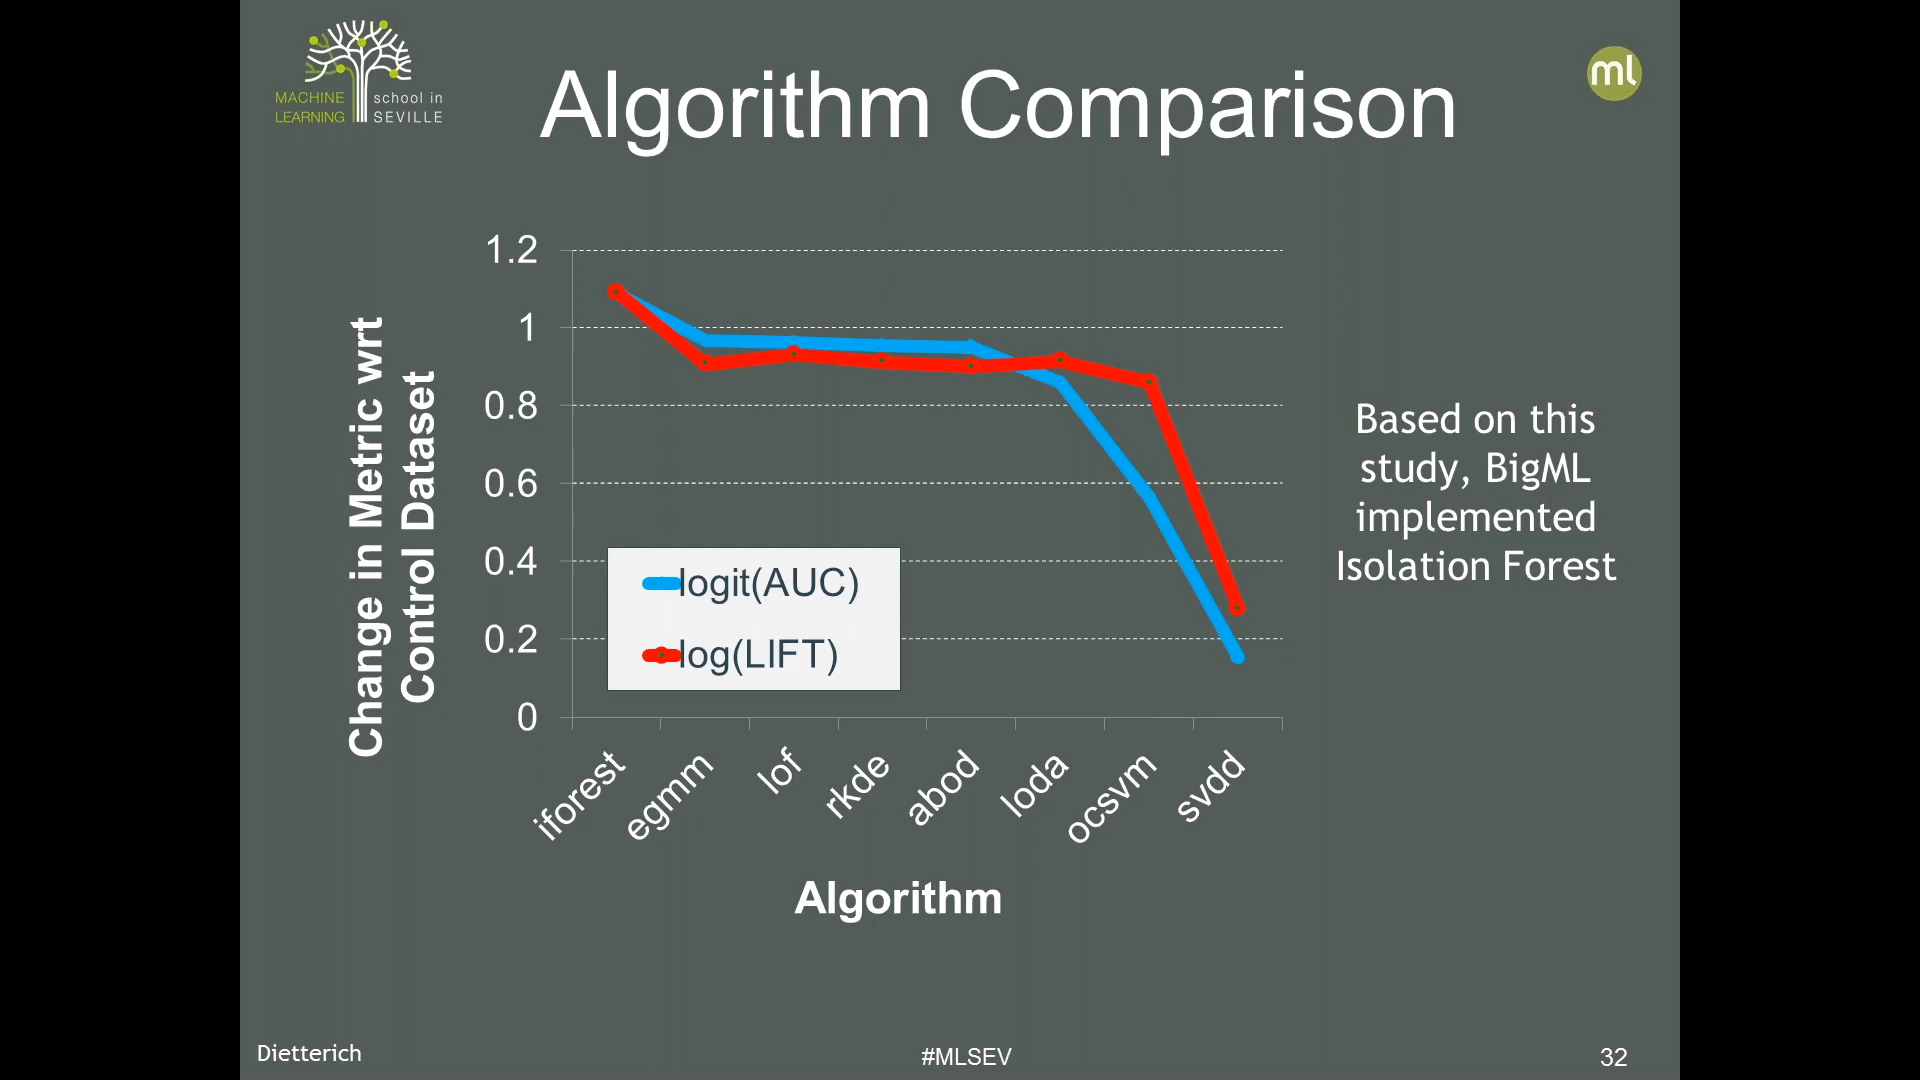 MACHINE school in
LEARNING SEVILLE
ml
Algorithm Comparison
Change in Metric wrt
Control Dataset
1.2
1
0.8
0.6
0.4
0.2
0
logit(AUC)
log(LIFT)
iforest
egmm
lof
rkde
abod
loda
ocsvm
svdd
Algorithm
Based on this
study, BigML
implemented
Isolation Forest
Dietterich
#MLSEV
32